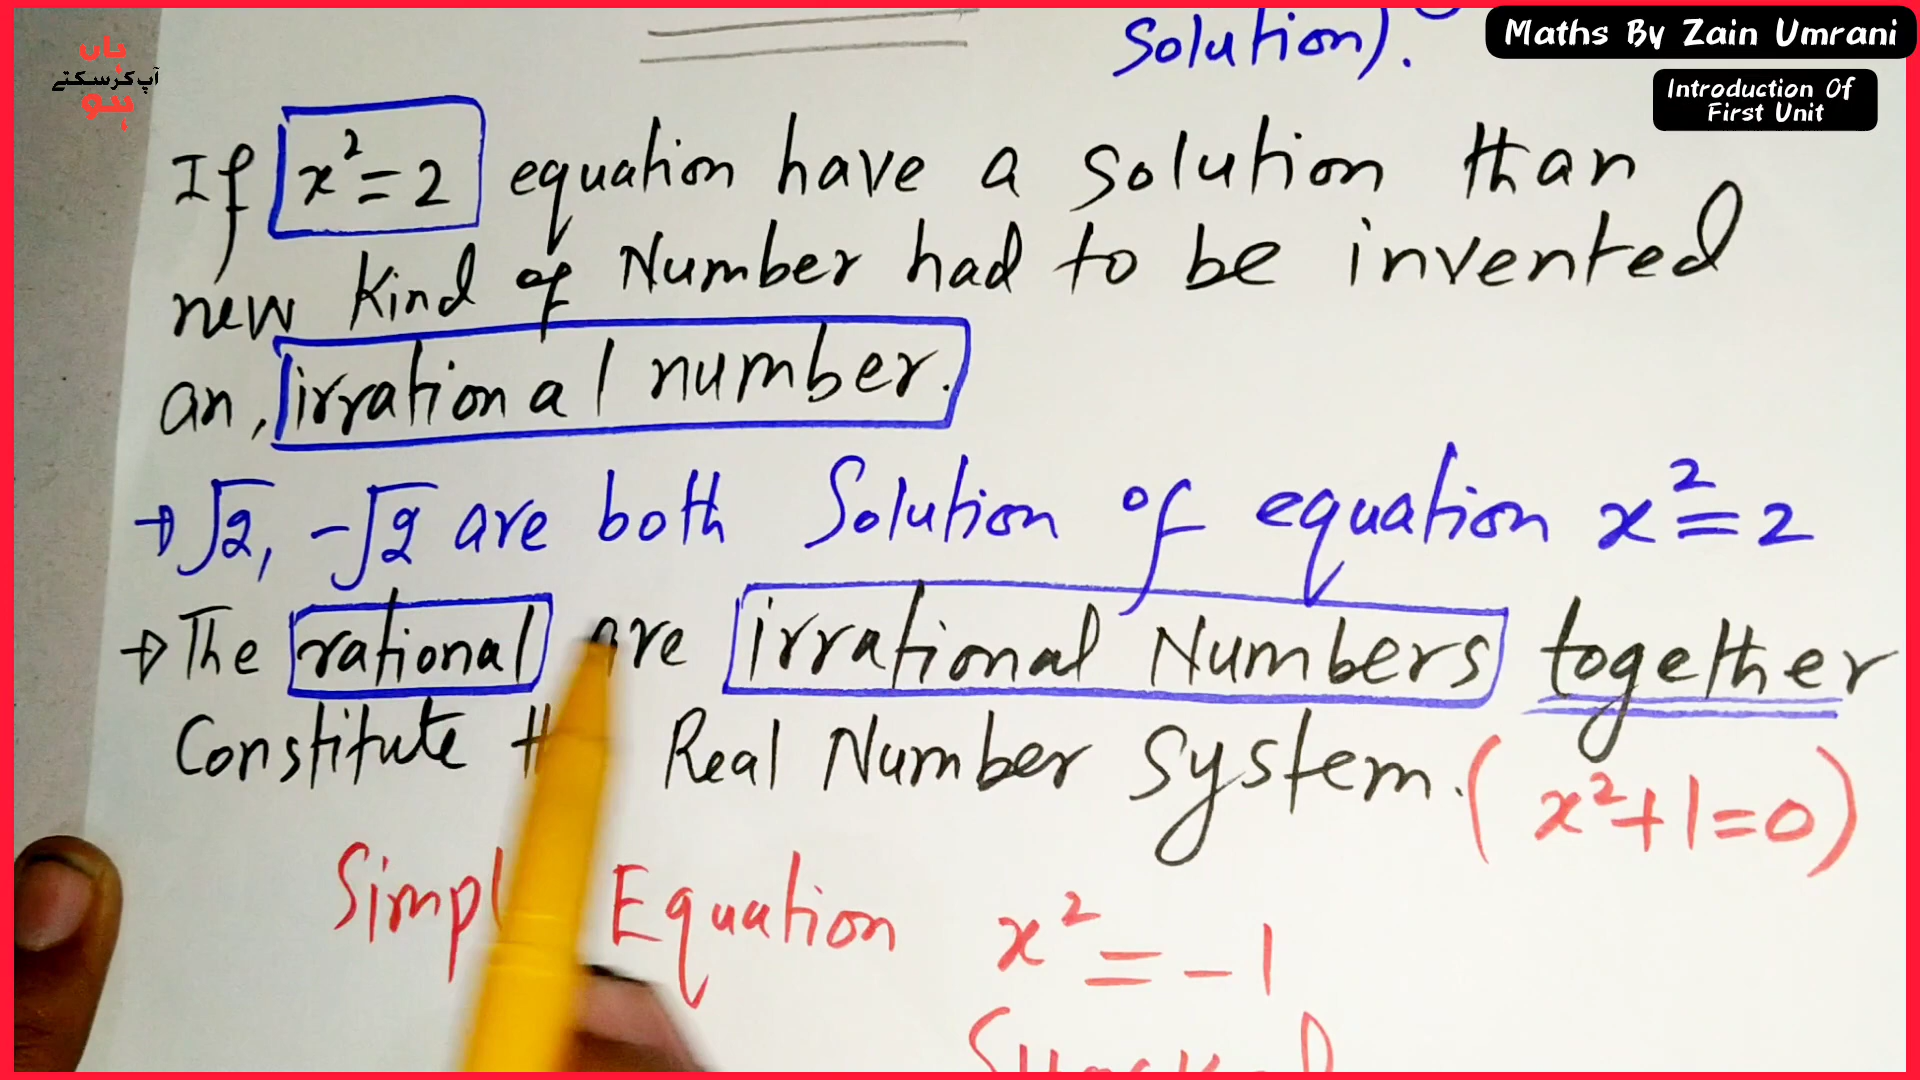 Maths By Zain Umrani
Introduction Of
First Unit
ہاں
آپ کرسکتے
ہو
Solution).
If x² = 2 equation have a solution than
new Kind of Number had to be invented
an, irrational number.
→ √2, -√2 are both Solution of equation x² = 2
→ The rational are irrational Numbers together
Constitute Real Number System. (x²+1=0)
Equation x² = -1